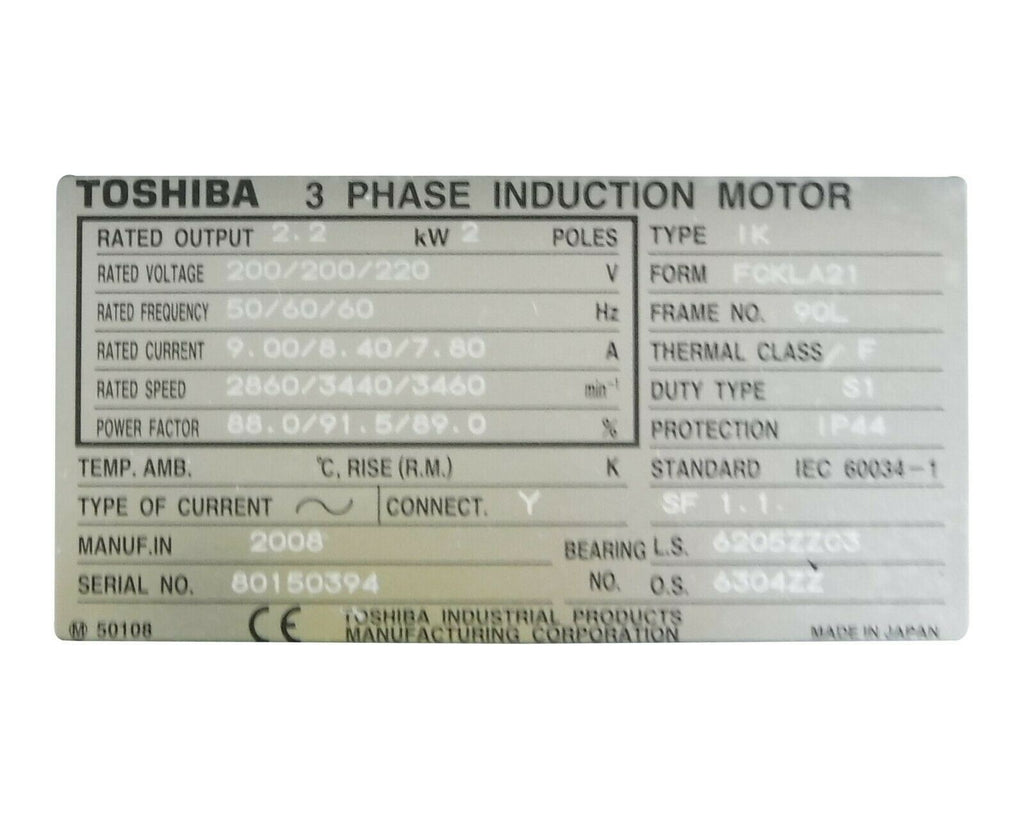 TOSHIBA 3 PHASE INDUCTION MOTOR
RATED OUTPUT 2.2 kW 2 POLES
RATED VOLTAGE 200/200/220 V
RATED FREQUENCY 50/60/60 Hz
RATED CURRENT 9.00/8.40/7.80 A
RATED SPEED 2860/3440/3460 min⁻¹
POWER FACTOR 88.0/91.5/89.0 %
TYPE IK
FORM FCKLA21
FRAME NO. 90L
THERMAL CLASS F
DUTY TYPE S1
PROTECTION IP44
TEMP. AMB. ℃, RISE (R.M.) K
STANDARD IEC 60034-1
TYPE OF CURRENT ~ CONNECT. Y
SF 1.1.
MANUF.IN 2008
SERIAL NO. 80150394
BEARING NO.
L.S. 6205ZZC3
O.S. 6304ZZ
Ⓜ 50108
CE
TOSHIBA INDUSTRIAL PRODUCTS
MANUFACTURING CORPORATION
MADE IN JAPAN